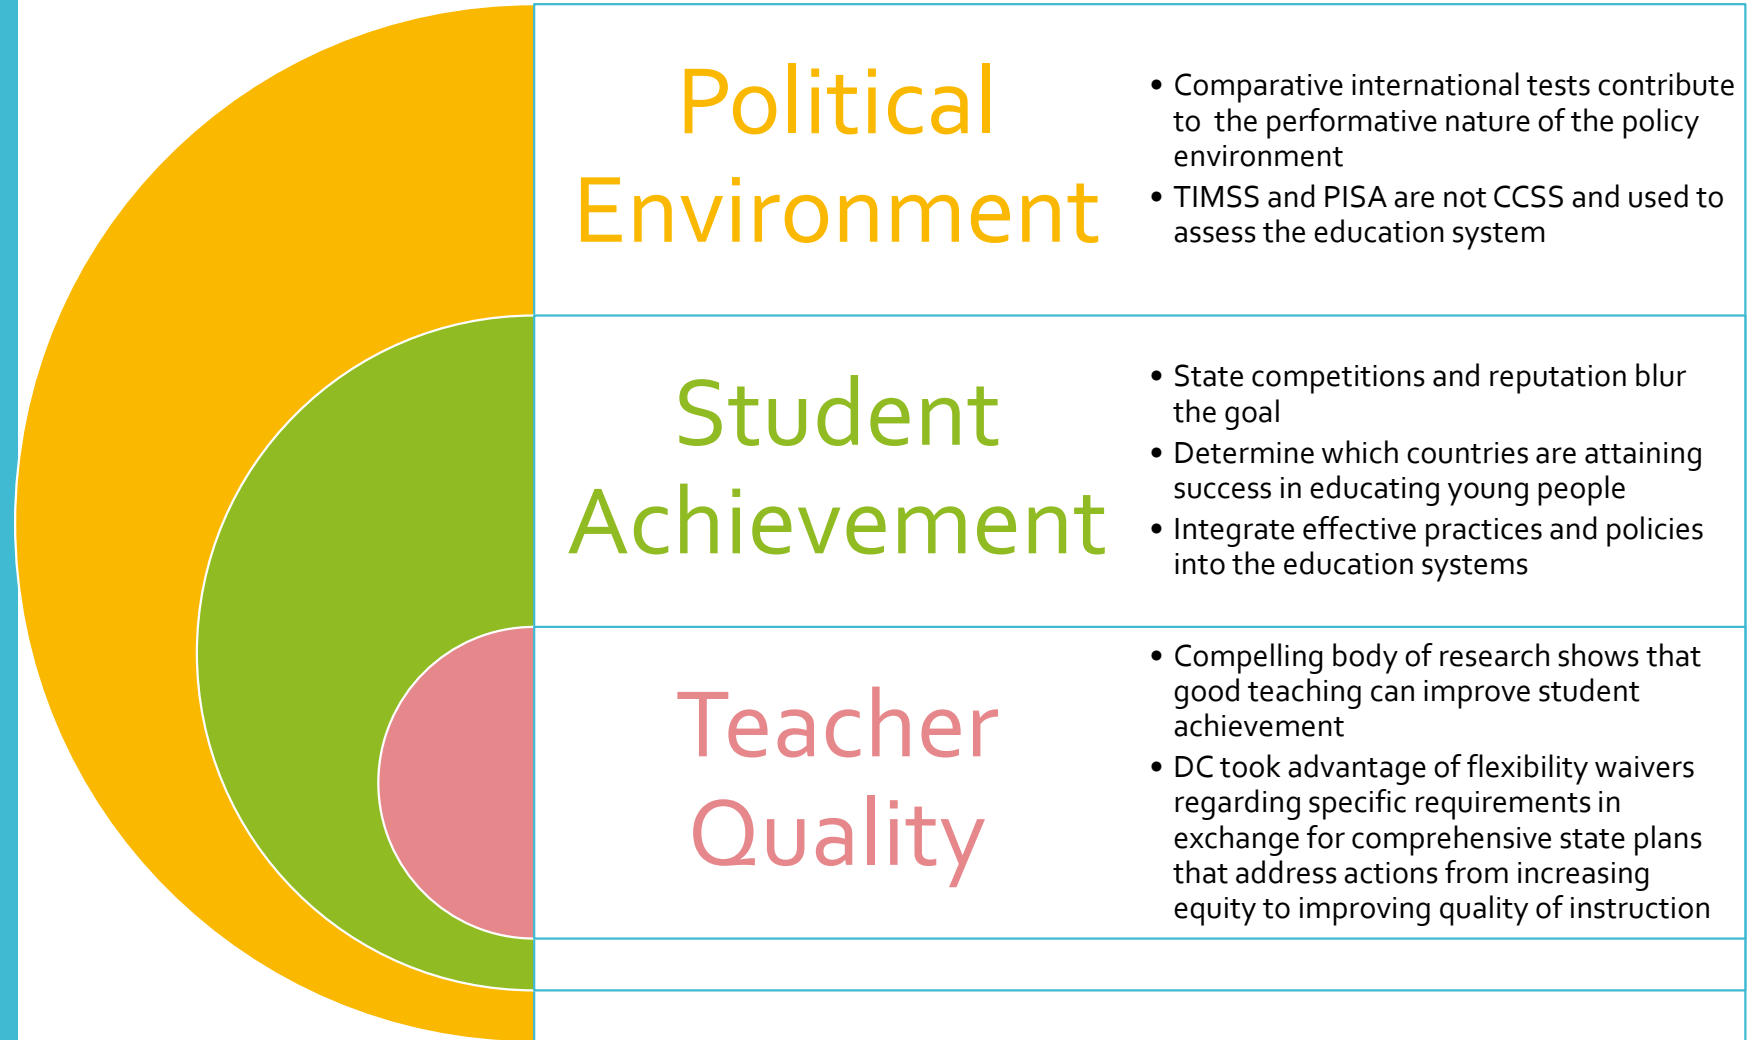 Political
Environment
• Comparative international tests contribute
to  the performative nature of the policy
environment
• TIMSS and PISA are not CCSS and used to
assess the education system
Student
Achievement
• State competitions and reputation blur
the goal
• Determine which countries are attaining
success in educating young people
• Integrate effective practices and policies
into the education systems
Teacher
Quality
• Compelling body of research shows that
good teaching can improve student
achievement
• DC took advantage of flexibility waivers
regarding specific requirements in
exchange for comprehensive state plans
that address actions from increasing
equity to improving quality of instruction